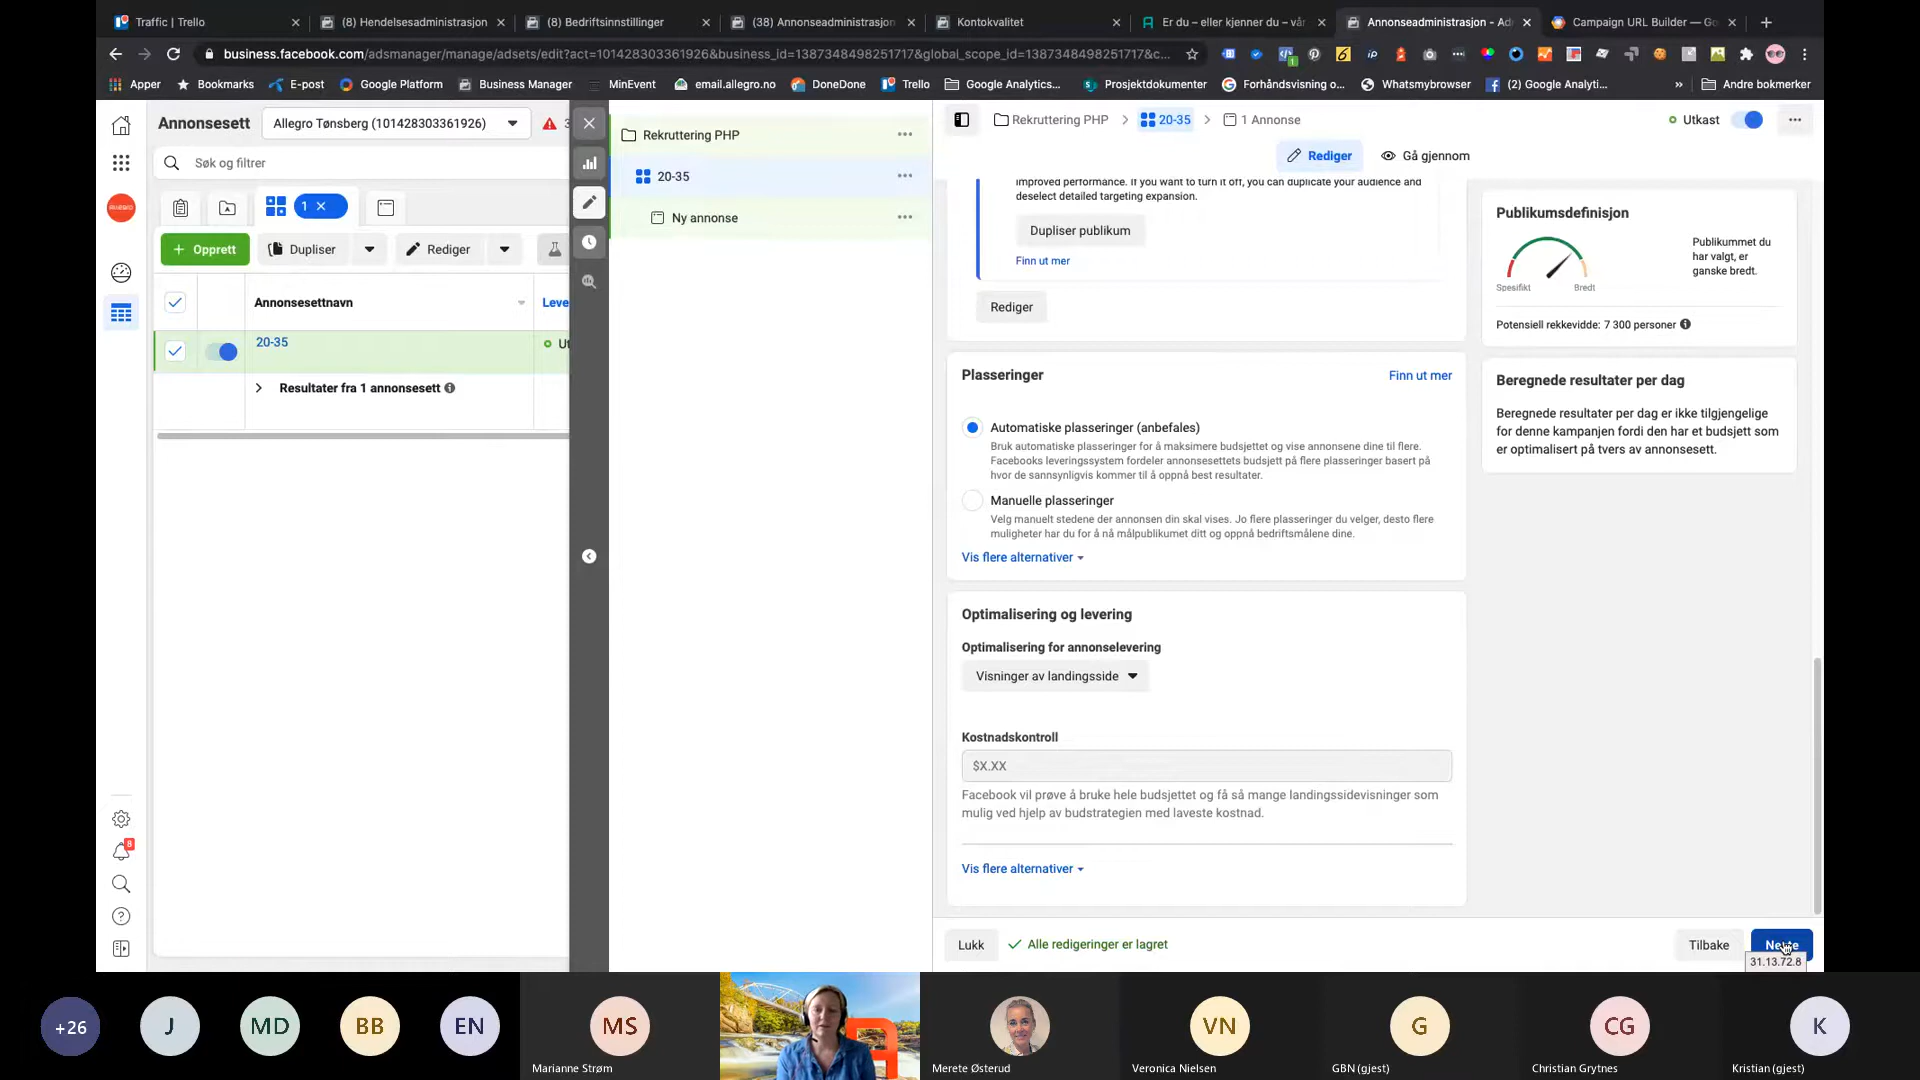 Traffic | Trello
(8) Hendelsesadministrasjon
(8) Bedriftsinnstillinger
(38) Annonseadministrasjon
Kontokvalitet
Er du – eller kjenner du – vår
Annonseadministrasjon - Ad
Campaign URL Builder — Go
business.facebook.com/adsmanager/manage/adsets/edit?act=101428303361926&business_id=1387348498251717&global_scope_id=1387348498251717&c...
Apper
Bookmarks
E-post
Google Platform
Business Manager
MinEvent
email.allegro.no
DoneDone
Trello
Google Analytics...
Prosjektdokumenter
Forhåndsvisning o...
Whatsmybrowser
(2) Google Analyti...
»
Andre bokmerker
Annonsesett
Allegro Tønsberg (101428303361926)
3
Søk og filtrer
1 ×
+ Opprett
Dupliser
Rediger
Annonsesettnavn
Leve
20-35
Ut
Resultater fra 1 annonsesett
8
Rekruttering PHP
20-35
Ny annonse
Rekruttering PHP
20-35
1 Annonse
Utkast
Rediger
Gå gjennom
improved performance. If you want to turn it off, you can duplicate your audience and
deselect detailed targeting expansion.
Dupliser publikum
Finn ut mer
Rediger
Plasseringer
Finn ut mer
Automatiske plasseringer (anbefales)
Bruk automatiske plasseringer for å maksimere budsjettet og vise annonsene dine til flere.
Facebooks leveringssystem fordeler annonsesettets budsjett på flere plasseringer basert på
hvor de sannsynligvis kommer til å oppnå best resultater.
Manuelle plasseringer
Velg manuelt stedene der annonsen din skal vises. Jo flere plasseringer du velger, desto flere
muligheter har du for å nå målpublikumet ditt og oppnå bedriftsmålene dine.
Vis flere alternativer
Optimalisering og levering
Optimalisering for annonselevering
Visninger av landingsside
Kostnadskontroll
$X.XX
Facebook vil prøve å bruke hele budsjettet og få så mange landingssidevisninger som
mulig ved hjelp av budstrategien med laveste kostnad.
Vis flere alternativer
Publikumsdefinisjon
Publikummet du
har valgt, er
ganske bredt.
Spesifikt
Bredt
Potensiell rekkevidde: 7 300 personer
Beregnede resultater per dag
Beregnede resultater per dag er ikke tilgjengelige
for denne kampanjen fordi den har et budsjett som
er optimalisert på tvers av annonsesett.
Lukk
Alle redigeringer er lagret
Tilbake
Neste
31.13.72.8
+26
J
MD
BB
EN
MS
VN
G
CG
K
Marianne Strøm
Merete Østerud
Veronica Nielsen
GBN (gjest)
Christian Grytnes
Kristian (gjest)